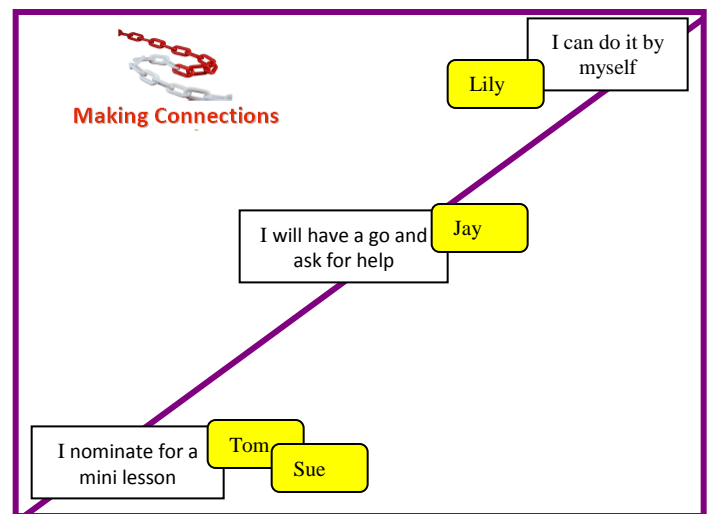 Making Connections
I can do it by
myself
Lily
I will have a go and
ask for help
Jay
I nominate for a
mini lesson
Tom
Sue